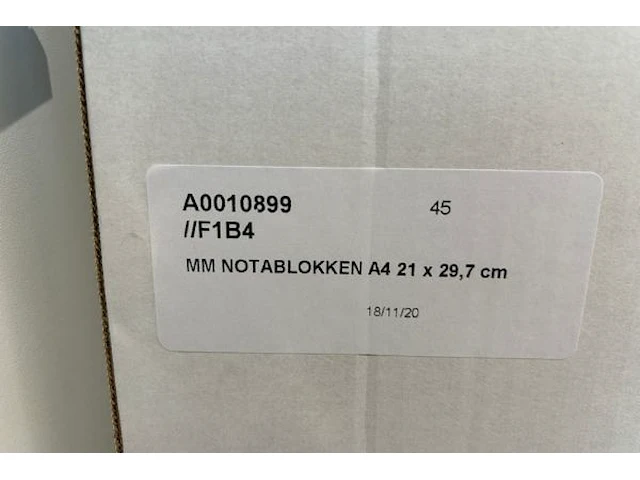 A0010899 45
//F1B4
MM NOTABLOKKEN A4 21 x 29,7 cm
18/11/20